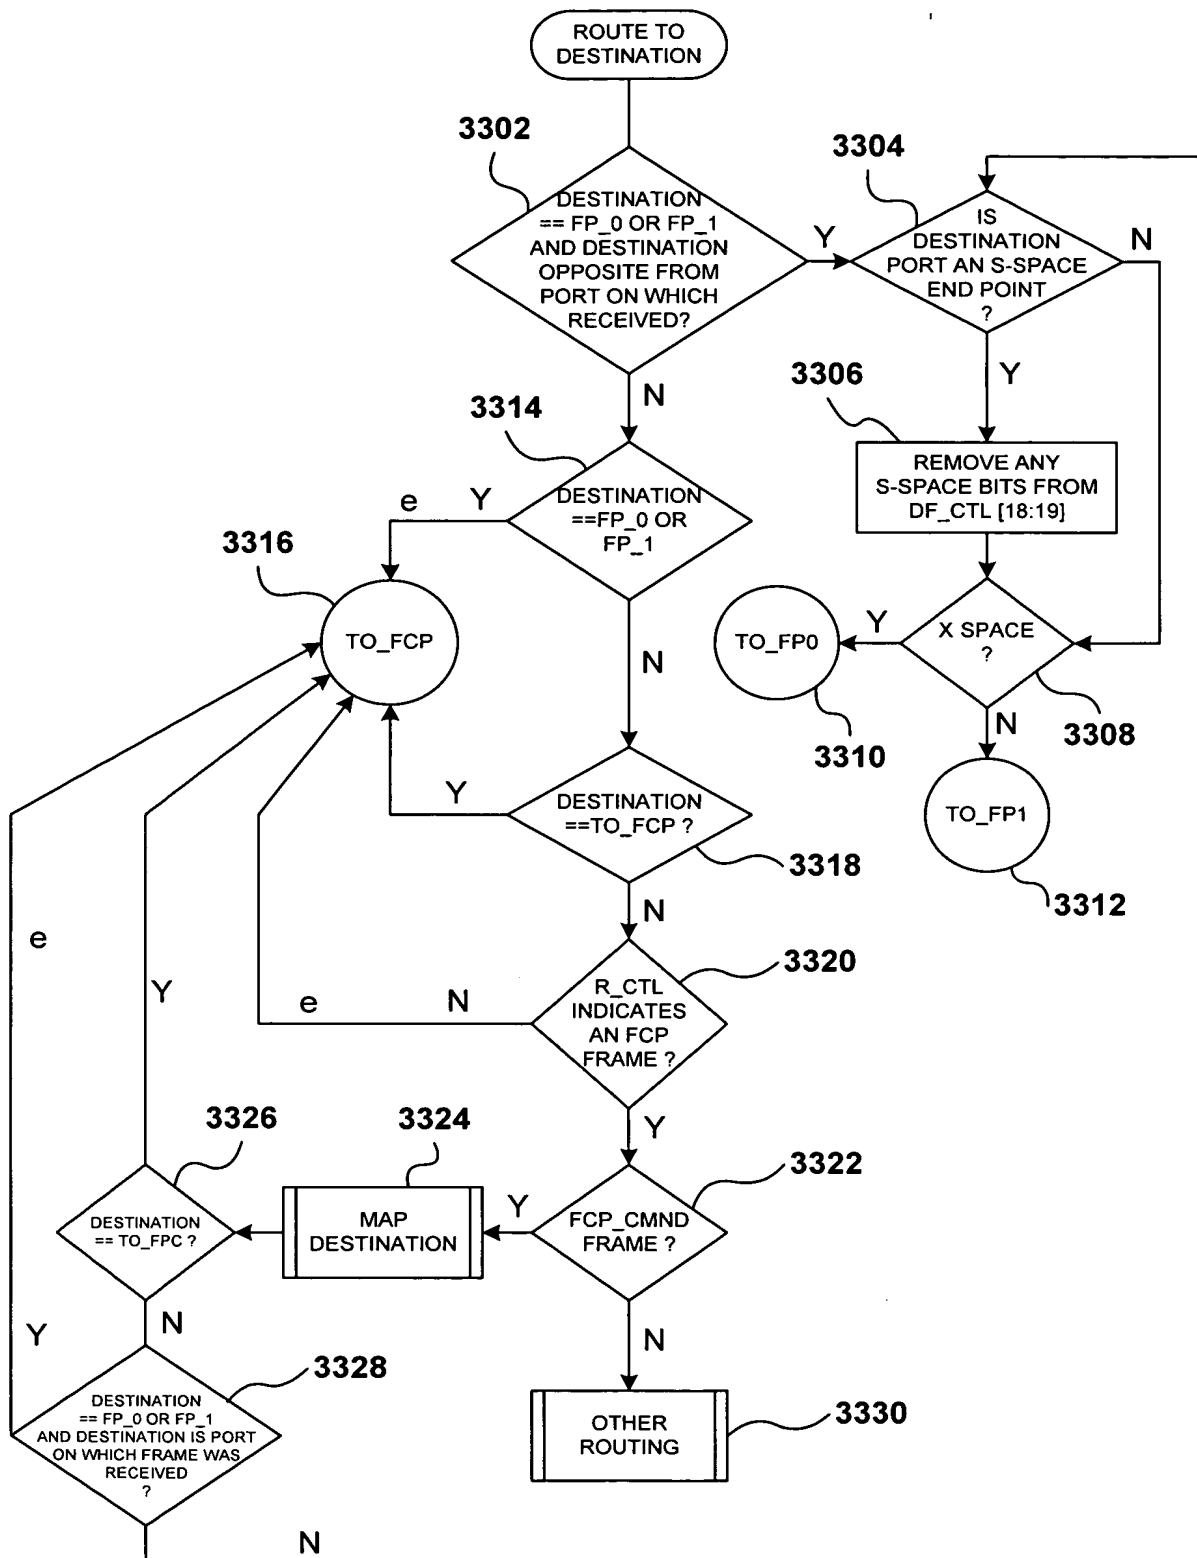 ROUTE TO
DESTINATION
3302
DESTINATION
== FP_0 OR FP_1
AND DESTINATION
OPPOSITE FROM
PORT ON WHICH
RECEIVED?
Y
N
3304
IS
DESTINATION
PORT AN S-SPACE
END POINT
?
N
Y
3306
REMOVE ANY
S-SPACE BITS FROM
DF_CTL [18:19]
X SPACE
?
3308
Y
TO_FP0
3310
N
TO_FP1
3312
3314
DESTINATION
==FP_0 OR
FP_1
Y
e
3316
TO_FCP
N
DESTINATION
==TO_FCP ?
Y
3318
N
3320
R_CTL
INDICATES
AN FCP
FRAME ?
N
e
Y
3322
FCP_CMND
FRAME ?
Y
3324
MAP
DESTINATION
3326
DESTINATION
== TO_FPC ?
Y
N
3328
DESTINATION
== FP_0 OR FP_1
AND DESTINATION IS PORT
ON WHICH FRAME WAS
RECEIVED
?
Y
e
N
N
OTHER
ROUTING
3330